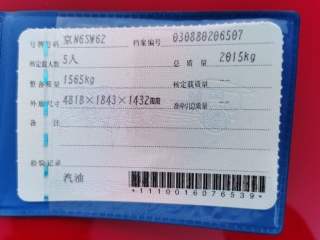 号牌号码 京N6SW62 档案编号 030880206507
核定载人数 5人 总质量 2015kg
整备质量 1565kg 核定载质量 --
外廓尺寸 4818×1843×1432mm 准牵引总质量 --
备注
检验记录
汽油
*1110016076539*